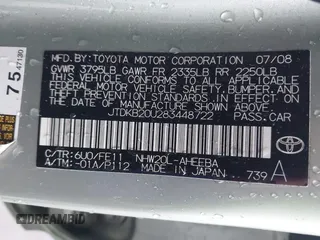 MFD. BY: TOYOTA MOTOR CORPORATION 07/08
GVWR 3795LB GAWR FR 2335LB RR 2250LB
THIS VEHICLE CONFORMS TO ALL APPLICABLE
FEDERAL MOTOR VEHICLE SAFETY, BUMPER, AND
THEFT PREVENTION STANDARDS IN EFFECT ON
THE DATE OF MANUFACTURE SHOWN ABOVE.
JTDKB20U283448722 PASS.CAR
C/TR:6U0/FE11 NHW20L-AHEEBA
A/TM:-01A/P112 MADE IN JAPAN 739 A
TOYOTA
75
47130
DREAMBID